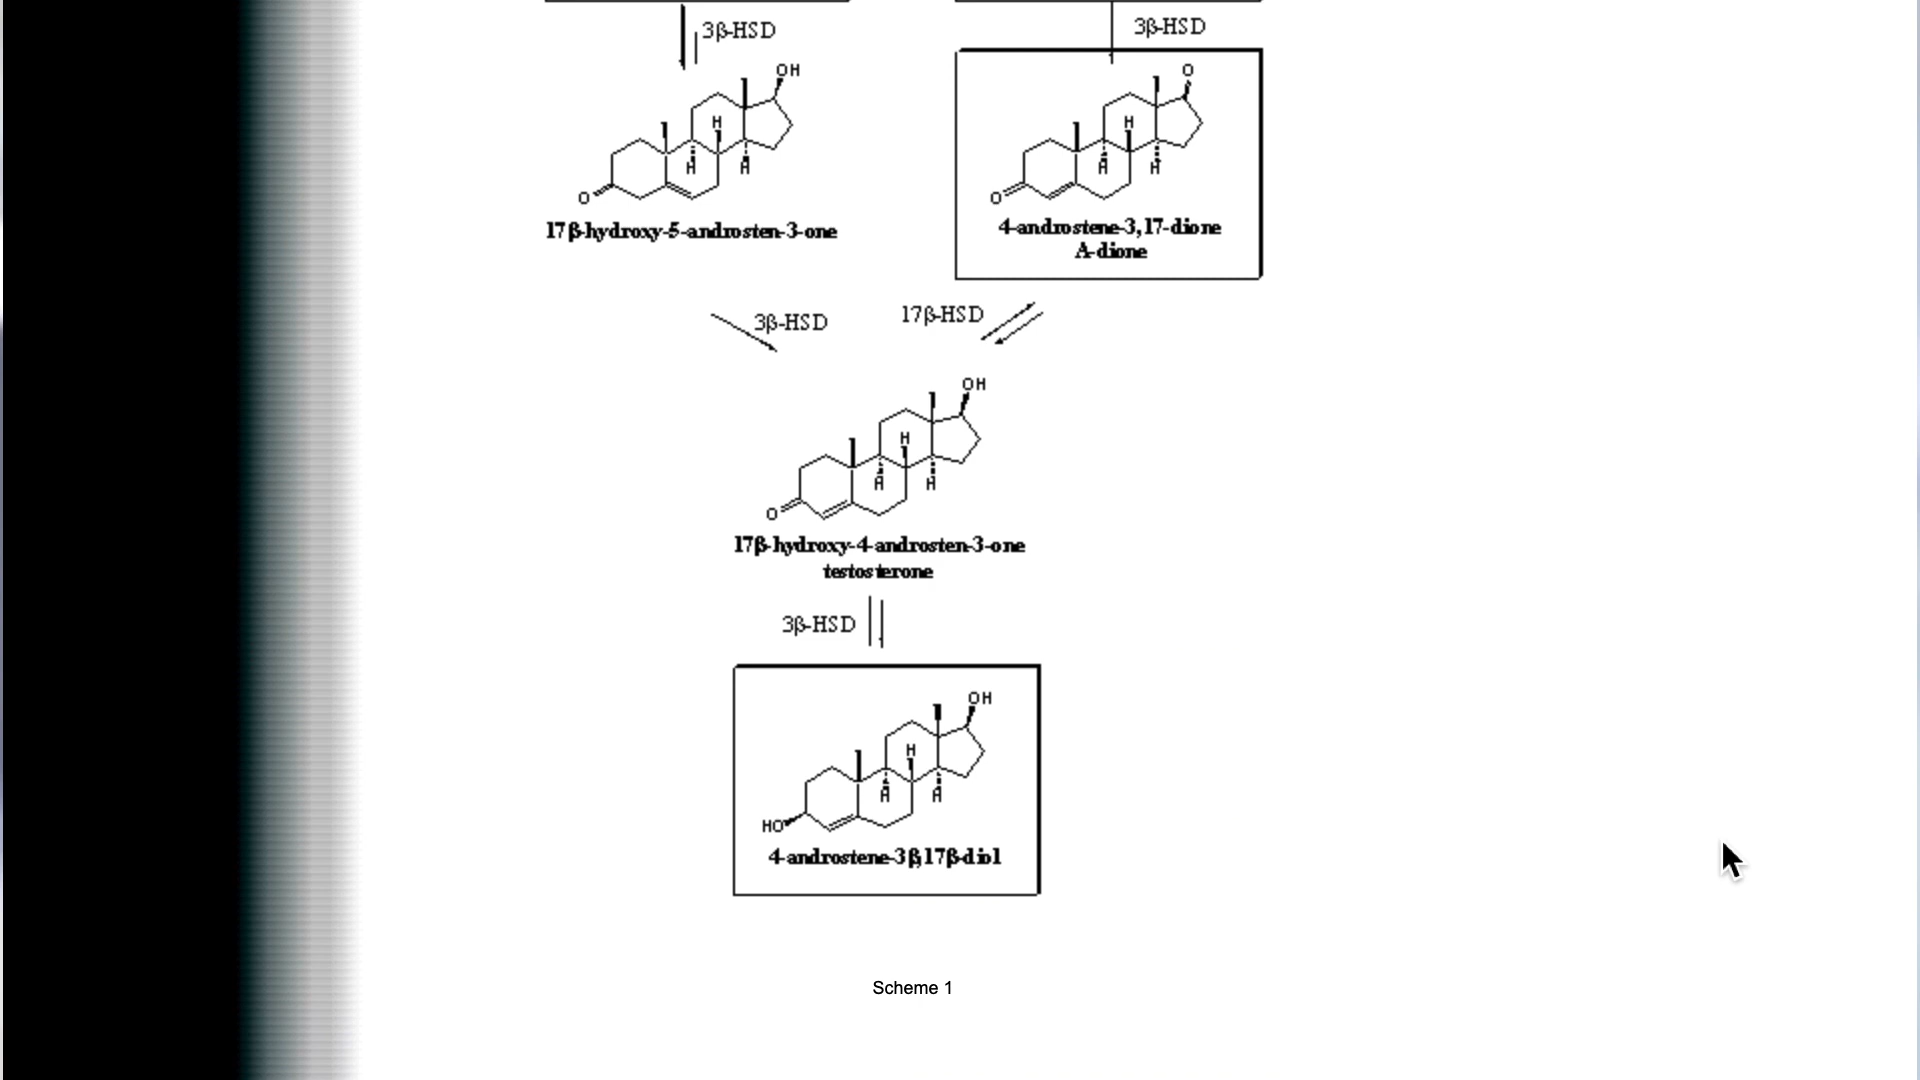 3β-HSD
3β-HSD
OH
H
H
H
O
17β-hydroxy-5-androsten-3-one
O
H
H
H
O
4-androstene-3,17-dione
A-dione
3β-HSD
17β-HSD
OH
H
H
H
O
17β-hydroxy-4-androsten-3-one
testosterone
3β-HSD
OH
H
H
H
HO
4-androstene-3β,17β-diol
Scheme 1